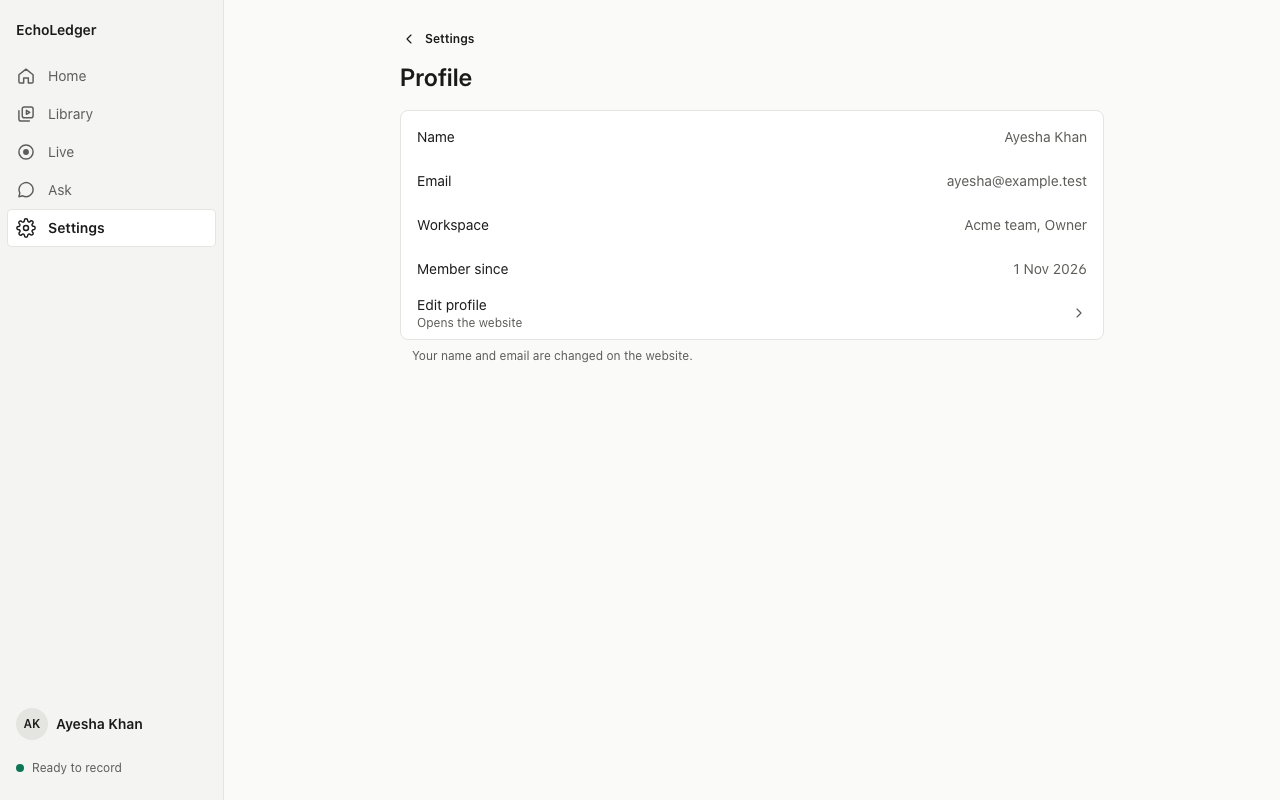 EchoLedger
Home
Library
Live
Ask
Settings
AK
Ayesha Khan
Ready to record
Settings
Profile
Name
Ayesha Khan
Email
ayesha@example.test
Workspace
Acme team, Owner
Member since
1 Nov 2026
Edit profile
Opens the website
Your name and email are changed on the website.